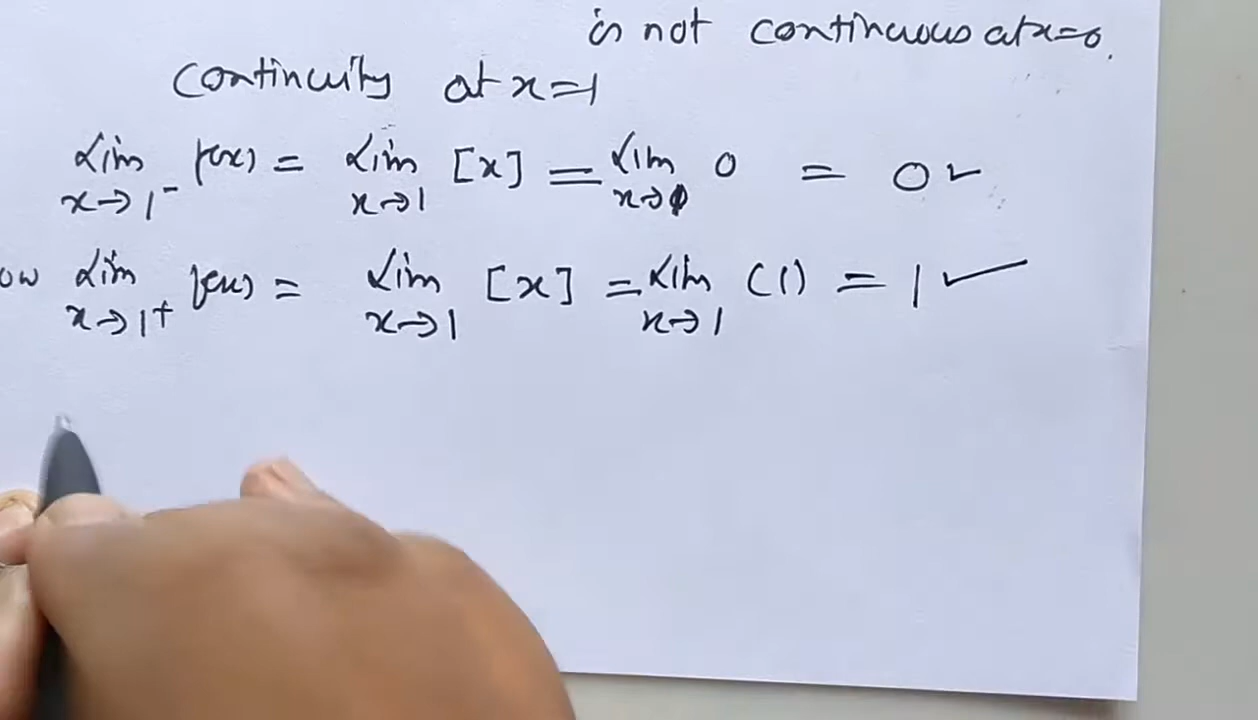 is not continuous at x=0.
continuity at x=1
Lim x→1⁻ f(x) = Lim x→1 [x] = Lim x→0 0 = 0 ✓
ow Lim x→1+ f(x) = Lim x→1 [x] = Lim x→1 (1) = 1 ✓